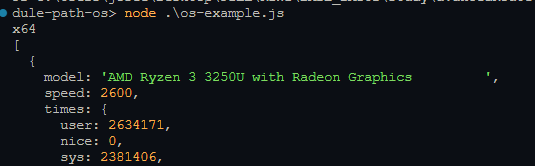 dule-path-os> node .\os-example.js
x64
[
  {
    model: 'AMD Ryzen 3 3250U with Radeon Graphics         ',
    speed: 2600,
    times: {
      user: 2634171,
      nice: 0,
      sys: 2381406,